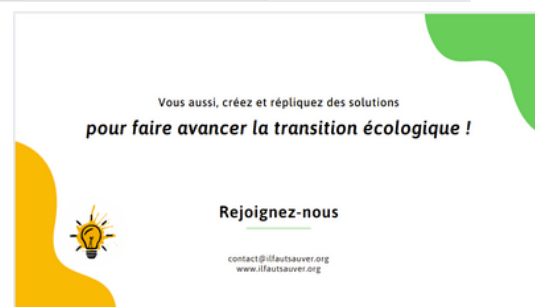 Vous aussi, créez et répliquez des solutions
pour faire avancer la transition écologique !
Rejoignez-nous
contact@ilfautsauver.org
www.ilfautsauver.org